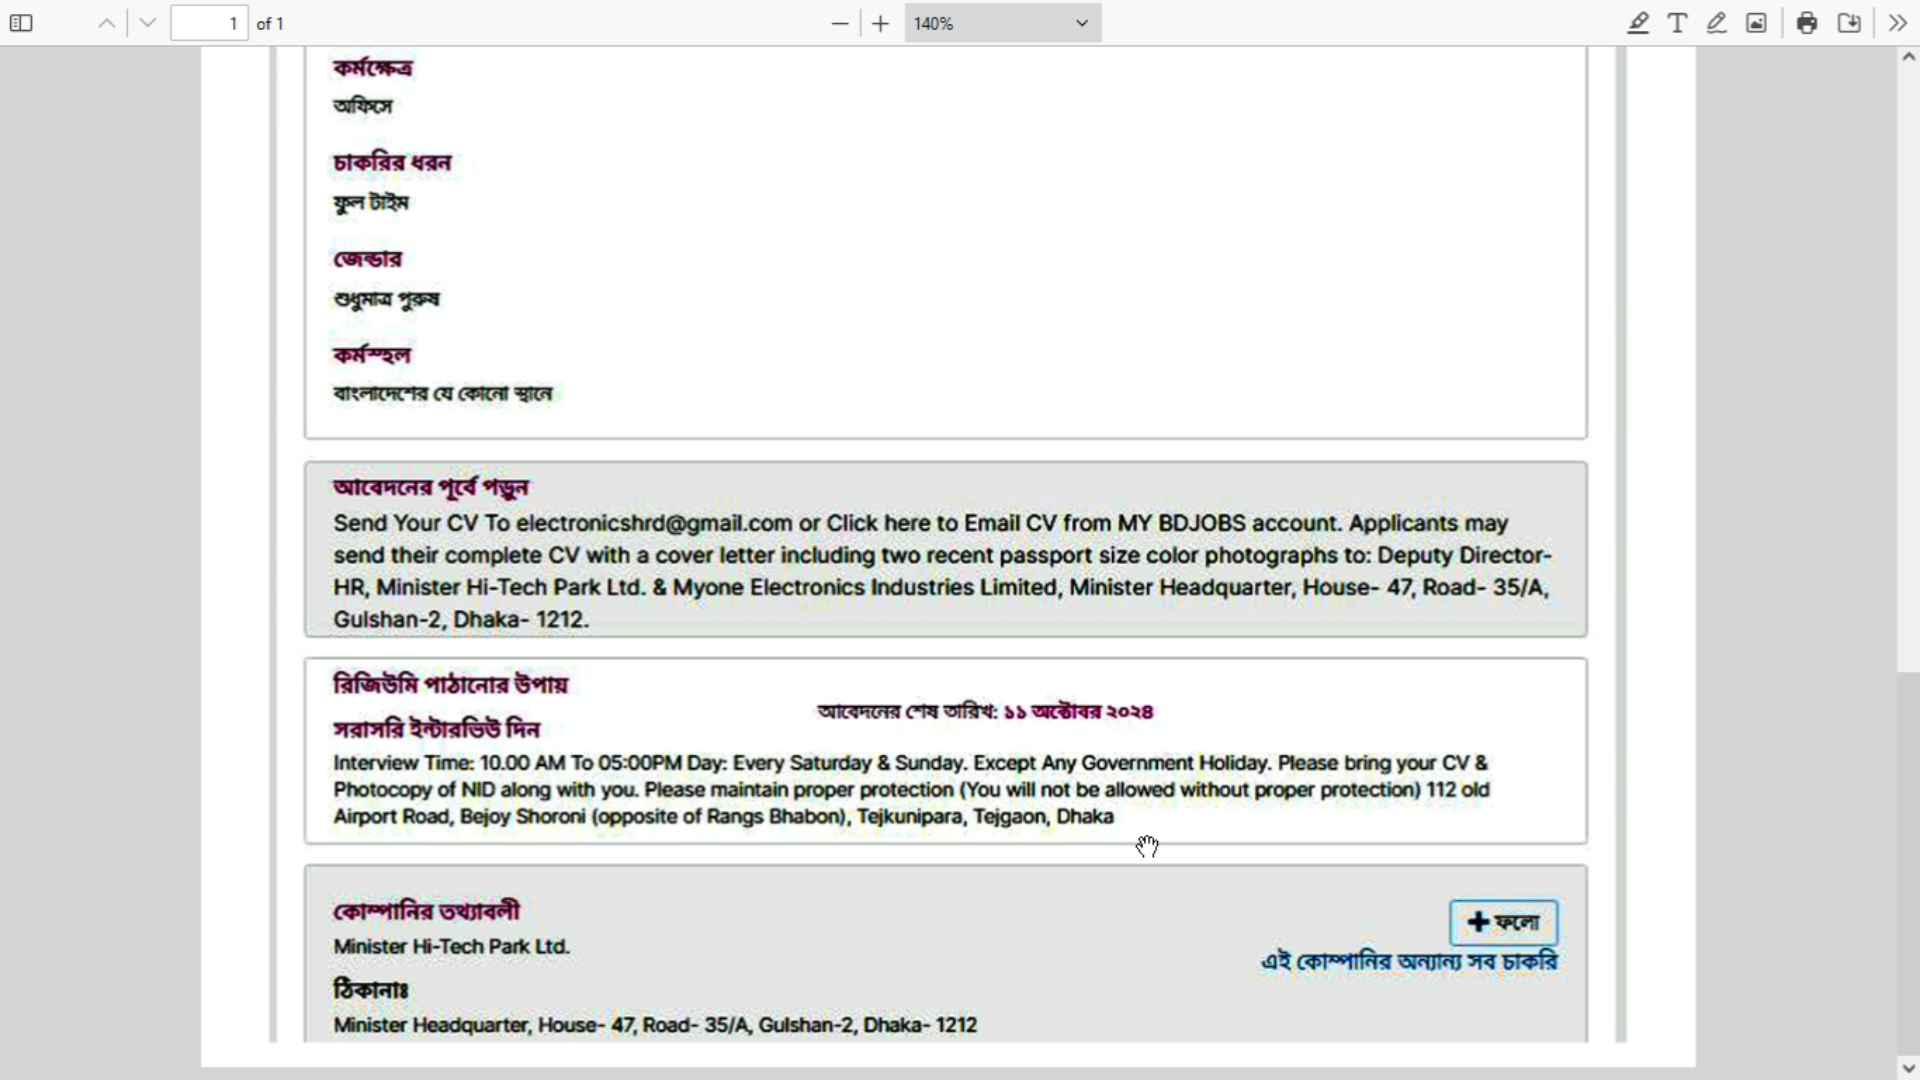 1 of 1
140%
কর্মক্ষেত্র
অফিসে
চাকরির ধরন
ফুল টাইম
জেন্ডার
শুধুমাত্র পুরুষ
কর্মস্হল
বাংলাদেশের যে কোনো স্থানে
আবেদনের পূর্বে পড়ুন
Send Your CV To electronicshrd@gmail.com or Click here to Email CV from MY BDJOBS account. Applicants may
send their complete CV with a cover letter including two recent passport size color photographs to: Deputy Director-
HR, Minister Hi-Tech Park Ltd. & Myone Electronics Industries Limited, Minister Headquarter, House- 47, Road- 35/A,
Gulshan-2, Dhaka- 1212.
রিজিউমি পাঠানোর উপায়
আবেদনের শেষ তারিখ: ১১ অক্টোবর ২০২৪
সরাসরি ইন্টারভিউ দিন
Interview Time: 10.00 AM To 05:00PM Day: Every Saturday & Sunday. Except Any Government Holiday. Please bring your CV &
Photocopy of NID along with you. Please maintain proper protection (You will not be allowed without proper protection) 112 old
Airport Road, Bejoy Shoroni (opposite of Rangs Bhabon), Tejkunipara, Tejgaon, Dhaka
কোম্পানির তথ্যাবলী
+ ফলো
Minister Hi-Tech Park Ltd.
এই কোম্পানির অন্যান্য সব চাকরি
ঠিকানাঃ
Minister Headquarter, House- 47, Road- 35/A, Gulshan-2, Dhaka- 1212